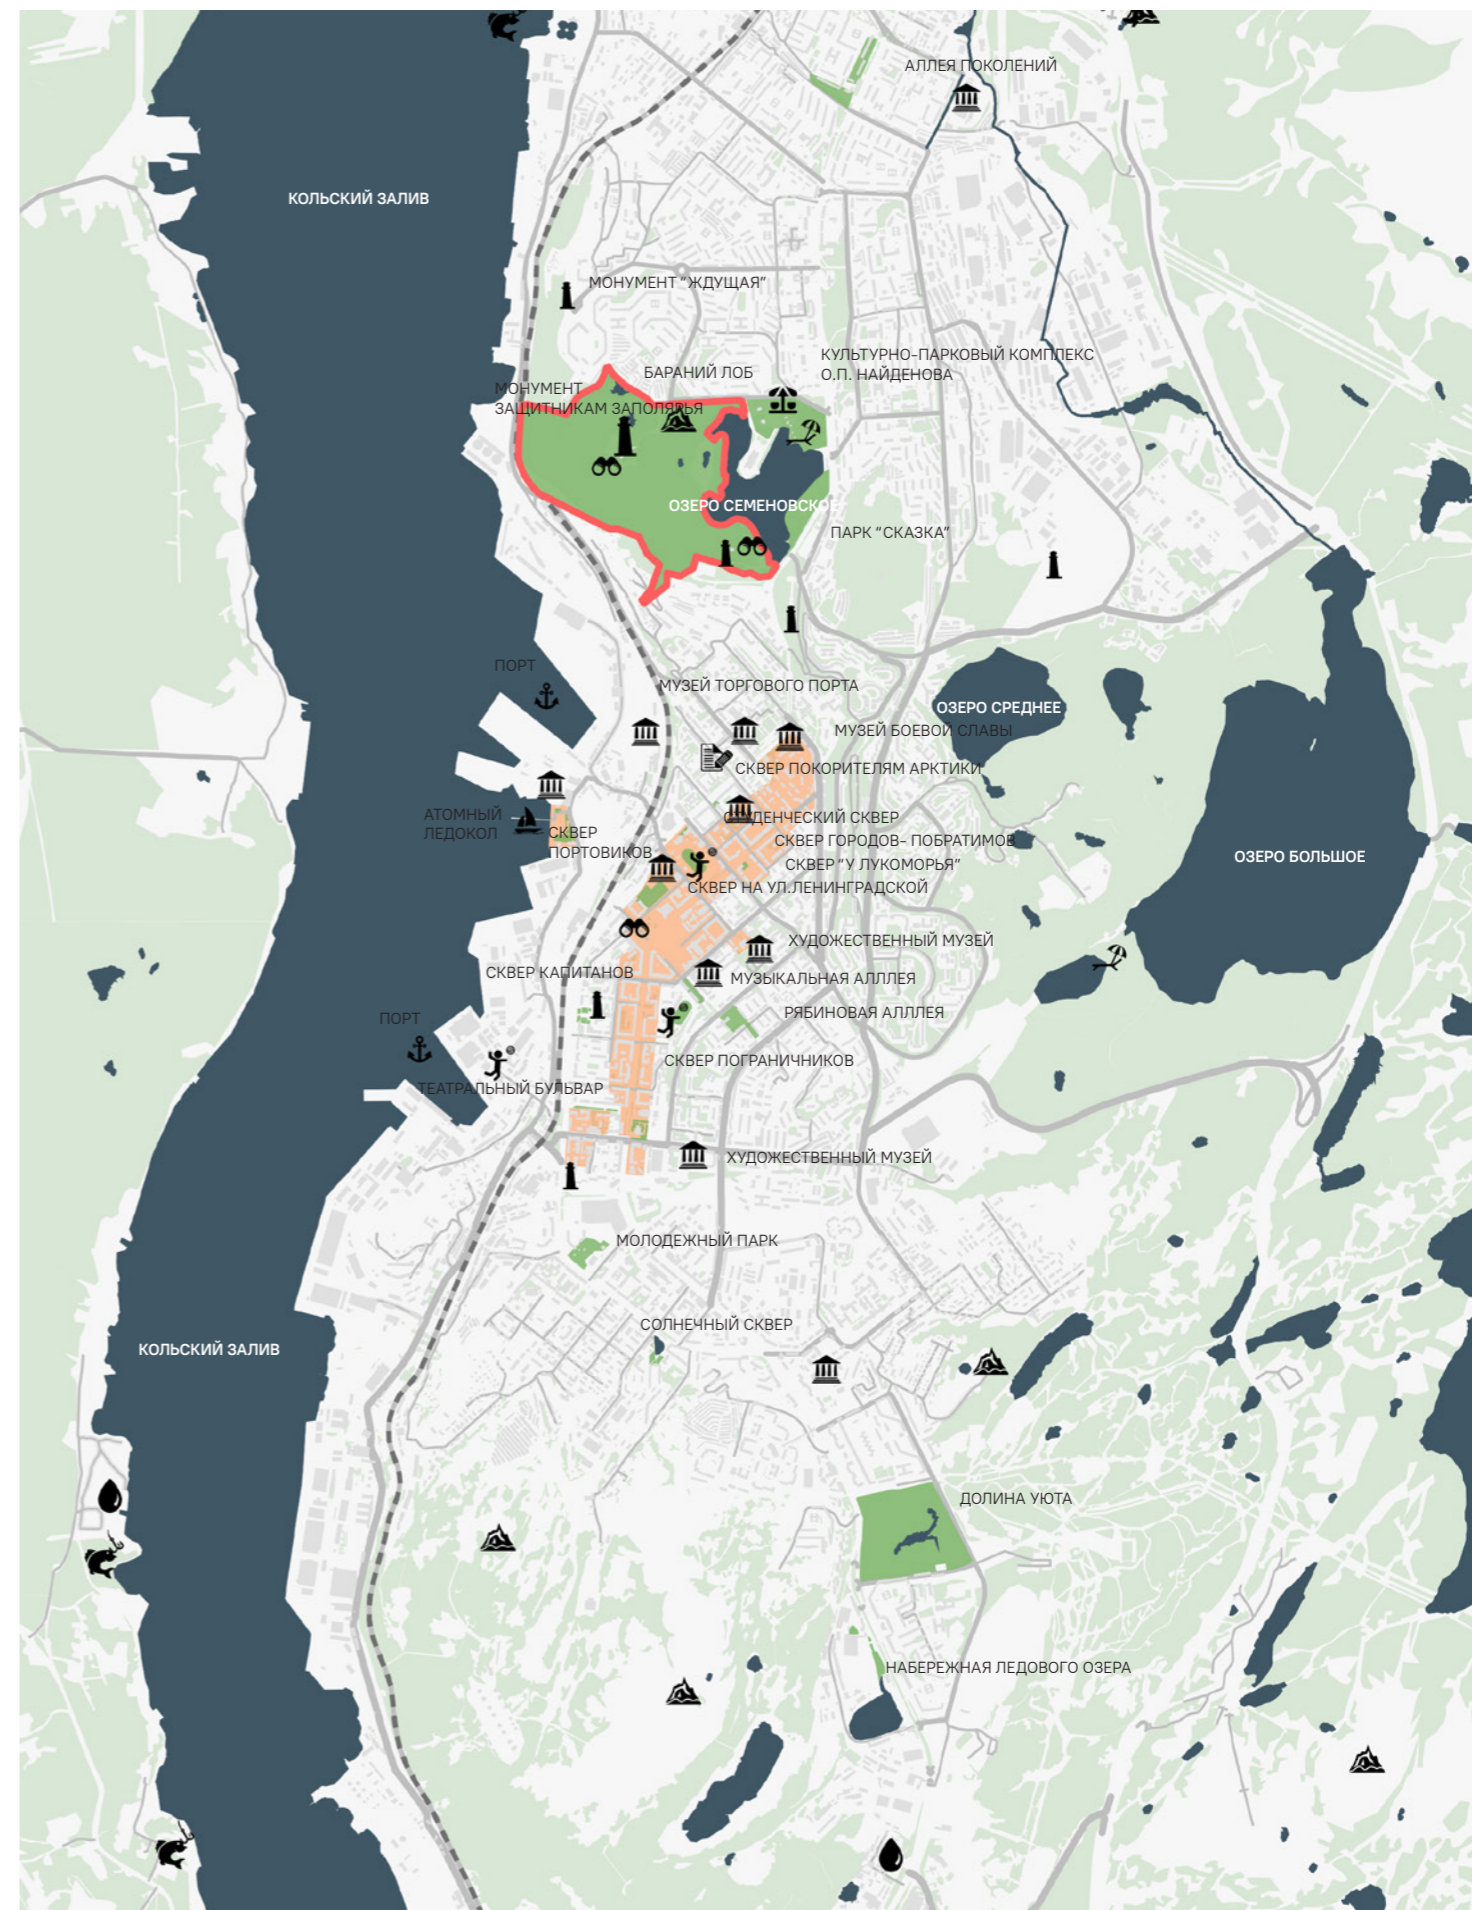 АЛЛЕЯ ПОКОЛЕНИЙ
КОЛЬСКИЙ ЗАЛИВ
МОНУМЕНТ "ЖДУЩАЯ"
КУЛЬТУРНО-ПАРКОВЫЙ КОМПЛЕКС
О.П. НАЙДЕНОВА
БАРАНИЙ ЛОБ
МОНУМЕНТ
ЗАЩИТНИКАМ ЗАПОЛЯРЬЯ
ОЗЕРО СЕМЕНОВСКОЕ
ПАРК "СКАЗКА"
ПОРТ
МУЗЕЙ ТОРГОВОГО ПОРТА
ОЗЕРО СРЕДНЕЕ
МУЗЕЙ БОЕВОЙ СЛАВЫ
СКВЕР ПОКОРИТЕЛЯМ АРКТИКИ
АТОМНЫЙ
ЛЕДОКОЛ
СТУДЕНЧЕСКИЙ СКВЕР
СКВЕР
ПОРТОВИКОВ
СКВЕР ГОРОДОВ- ПОБРАТИМОВ
ОЗЕРО БОЛЬШОЕ
СКВЕР "У ЛУКОМОРЬЯ"
СКВЕР НА УЛ.ЛЕНИНГРАДСКОЙ
ХУДОЖЕСТВЕННЫЙ МУЗЕЙ
СКВЕР КАПИТАНОВ
МУЗЫКАЛЬНАЯ АЛЛЛЕЯ
РЯБИНОВАЯ АЛЛЛЕЯ
ПОРТ
СКВЕР ПОГРАНИЧНИКОВ
ТЕАТРАЛЬНЫЙ БУЛЬВАР
ХУДОЖЕСТВЕННЫЙ МУЗЕЙ
МОЛОДЕЖНЫЙ ПАРК
СОЛНЕЧНЫЙ СКВЕР
КОЛЬСКИЙ ЗАЛИВ
ДОЛИНА УЮТА
НАБЕРЕЖНАЯ ЛЕДОВОГО ОЗЕРА